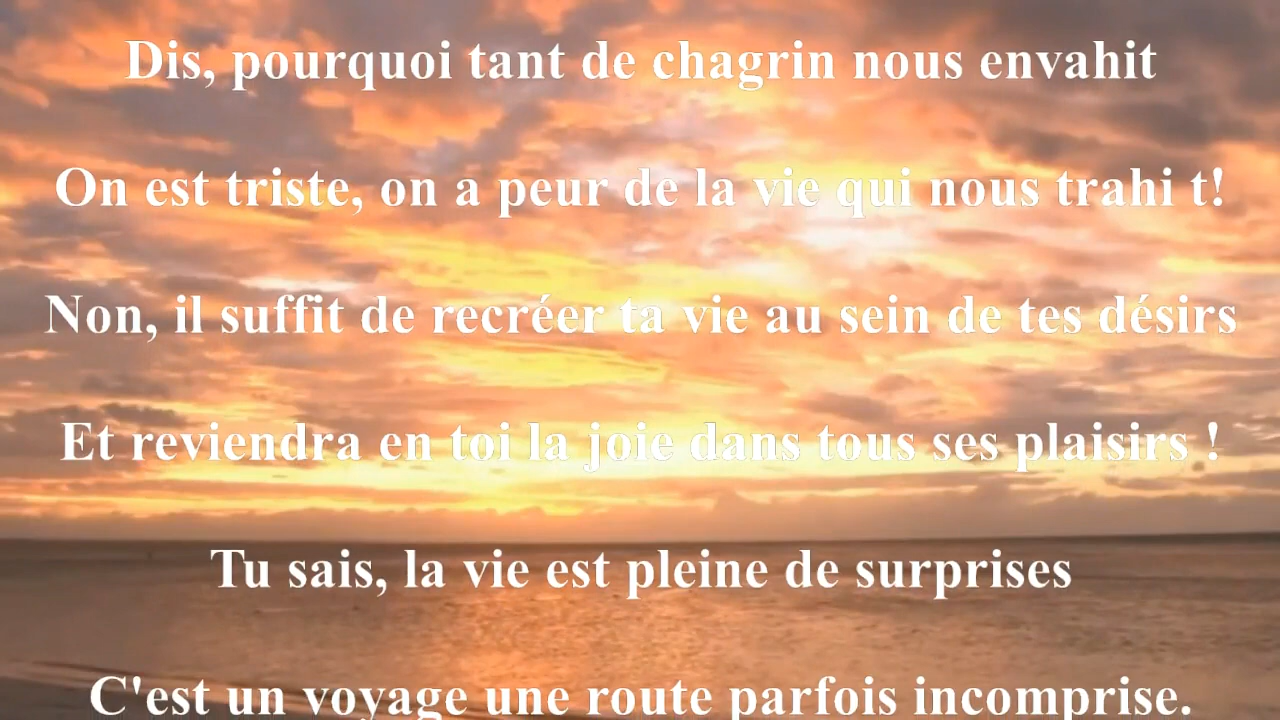 Dis, pourquoi tant de chagrin nous envahit
On est triste, on a peur de la vie qui nous trahi t!
Non, il suffit de recréer ta vie au sein de tes désirs
Et reviendra en toi la joie dans tous ses plaisirs !
Tu sais, la vie est pleine de surprises
C'est un voyage une route parfois incomprise.